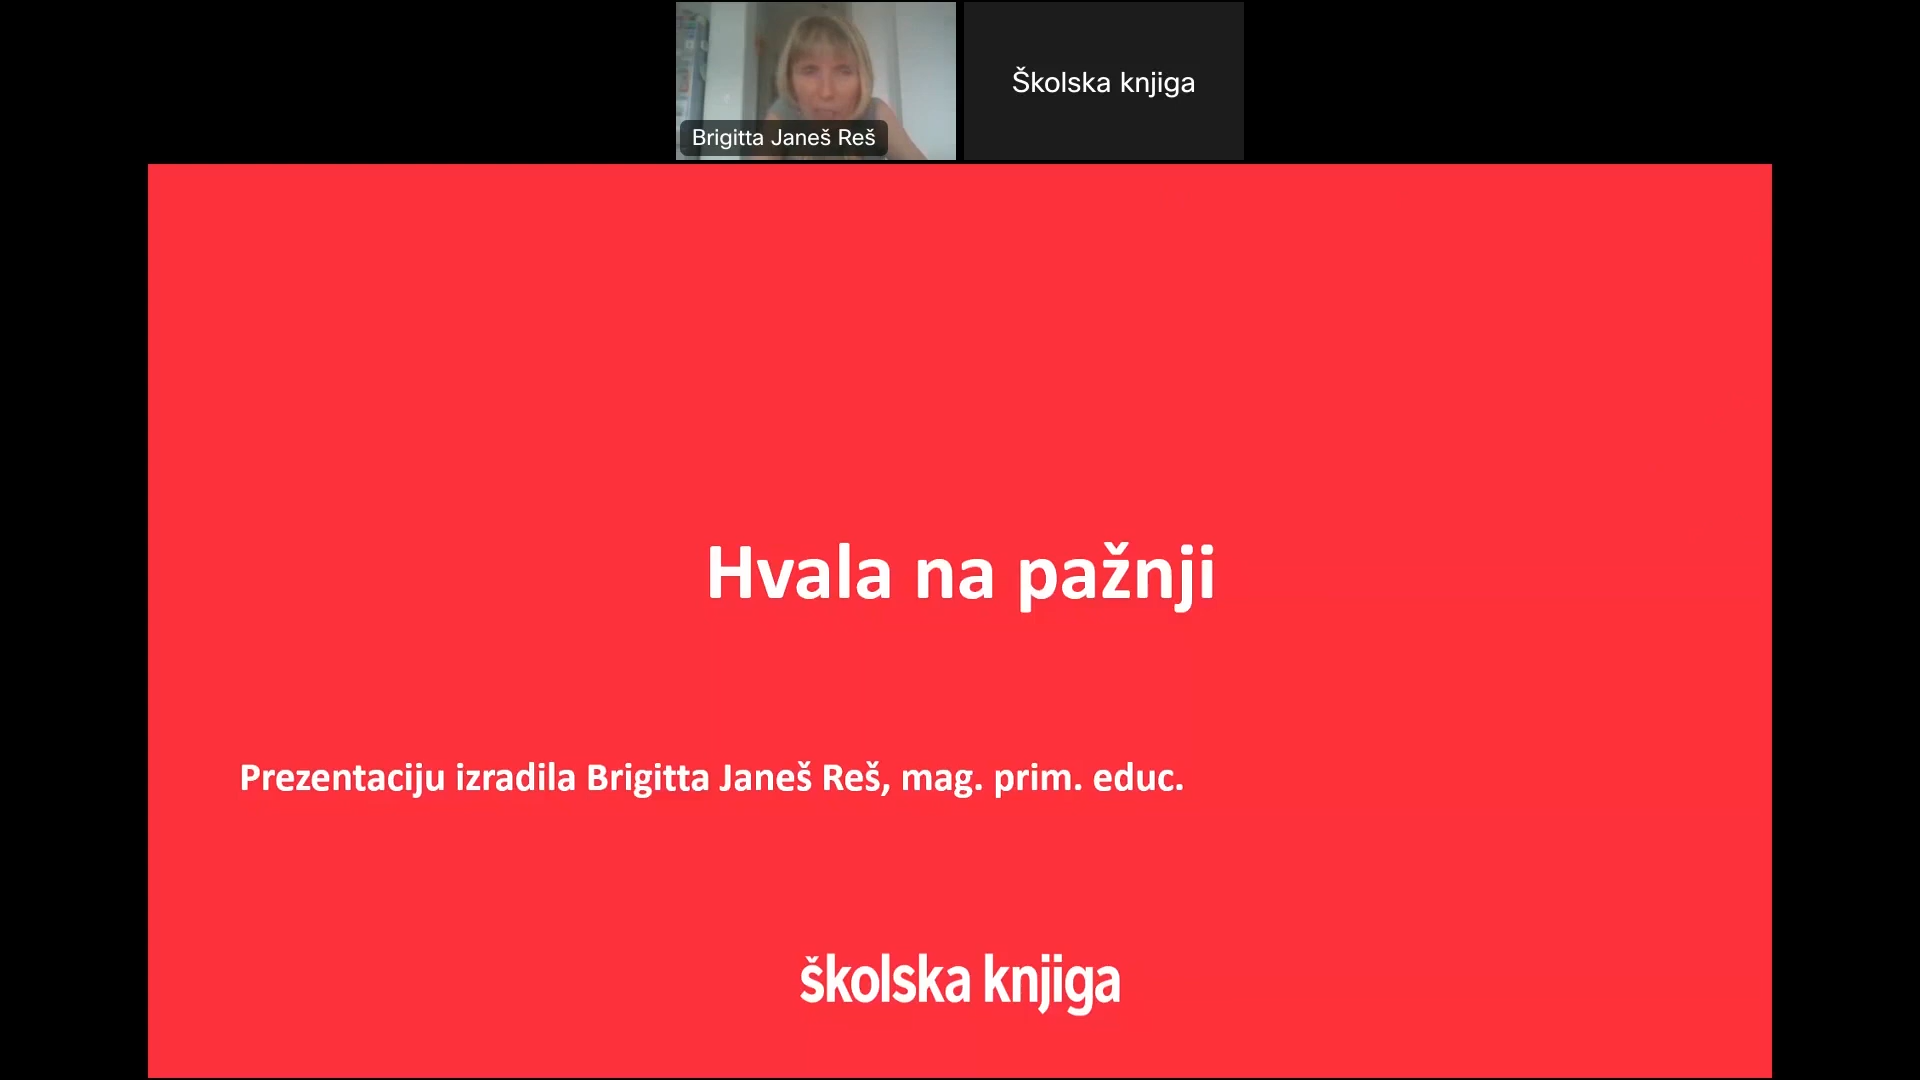 Brigitta Janeš Reš
Školska knjiga
Hvala na pažnji
Prezentaciju izradila Brigitta Janeš Reš, mag. prim. educ.
školska knjiga